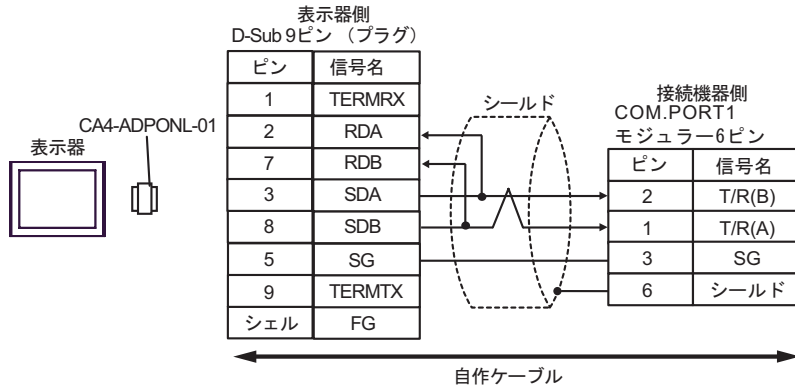 表示器側
D-Sub 9ピン (プラグ)
ピン 信号名
1 TERMRX
2 RDA
7 RDB
3 SDA
8 SDB
5 SG
9 TERMTX
シェル FG
CA4-ADPONL-01
表示器
シールド
接続機器側
COM.PORT1
モジュラー6ピン
ピン 信号名
2 T/R(B)
1 T/R(A)
3 SG
6 シールド
自作ケーブル